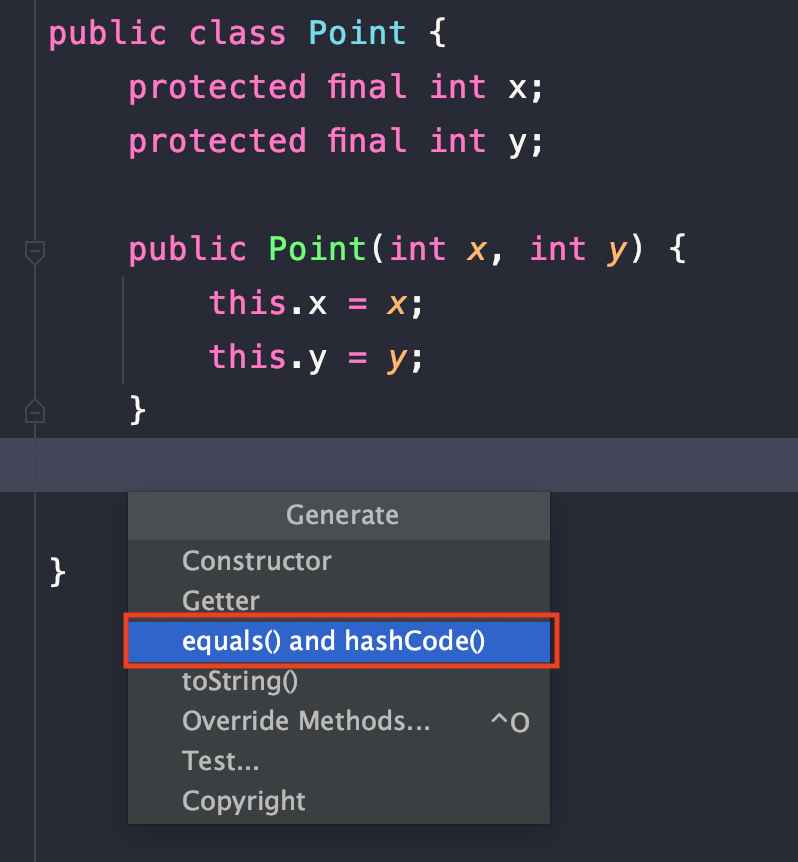 public class Point {
    protected final int x;
    protected final int y;
    public Point(int x, int y) {
        this.x = x;
        this.y = y;
    }
Generate
Constructor
Getter
equals() and hashCode()
toString()
Override Methods... ^O
Test...
Copyright
}